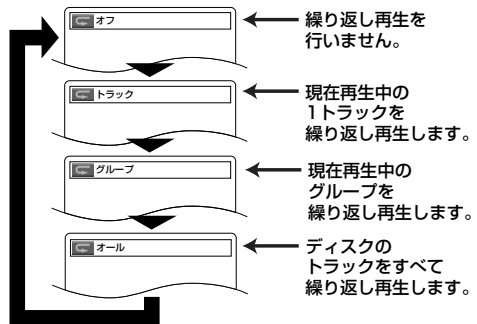 オフ
繰り返し再生を
行いません。
トラック
現在再生中の
1トラックを
繰り返し再生します。
グループ
現在再生中の
グループを
繰り返し再生します。
オール
ディスクの
トラックをすべて
繰り返し再生します。